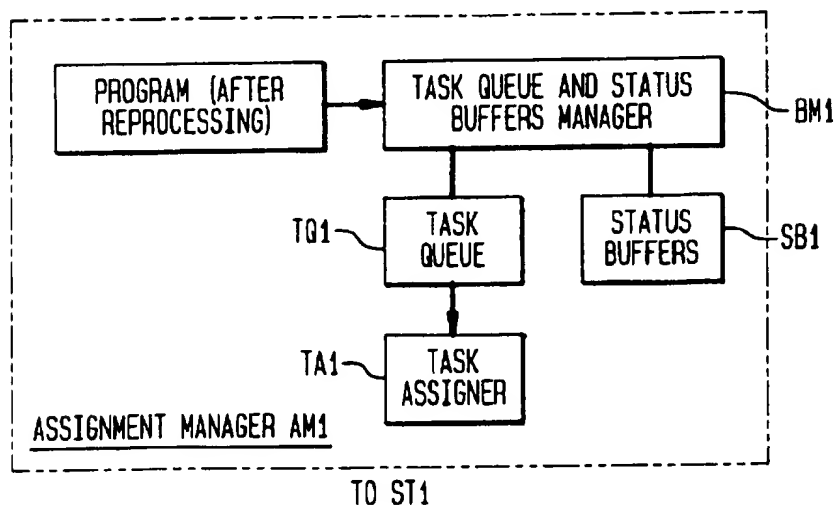 PROGRAM (AFTER
REPROCESSING)
TASK QUEUE AND STATUS
BUFFERS MANAGER
BM1
TQ1
TASK
QUEUE
STATUS
BUFFERS
SB1
TA1
TASK
ASSIGNER
ASSIGNMENT MANAGER AM1
TO ST1